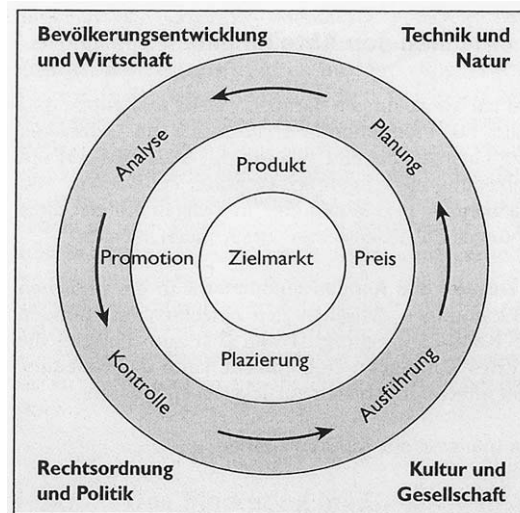 Bevölkerungsentwicklung
und Wirtschaft
Technik und
Natur
Analyse
Planung
Produkt
Promotion
Zielmarkt
Preis
Plazierung
Kontrolle
Ausführung
Rechtsordnung
und Politik
Kultur und
Gesellschaft